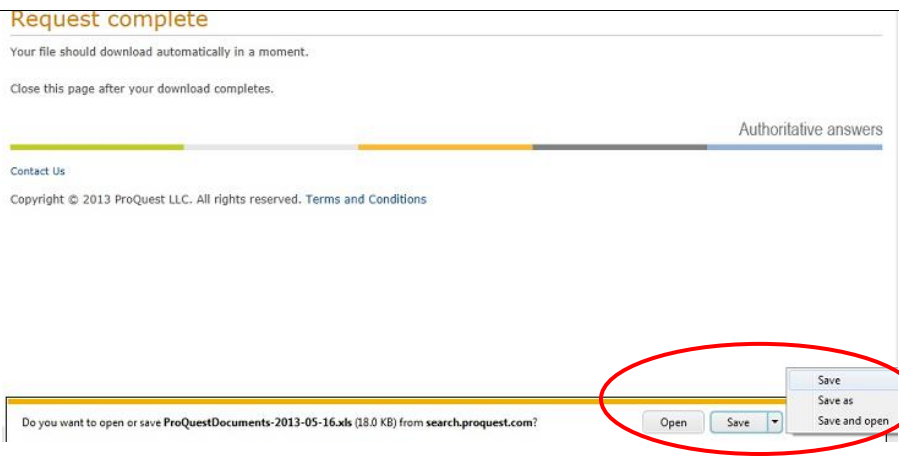 Request complete
Your file should download automatically in a moment.
Close this page after your download completes.
Authoritative answers
Contact Us
Copyright © 2013 ProQuest LLC. All rights reserved. Terms and Conditions
Save
Save as
Save and open
Do you want to open or save ProQuestDocuments-2013-05-16.xls (18.0 KB) from search.proquest.com? Open Save